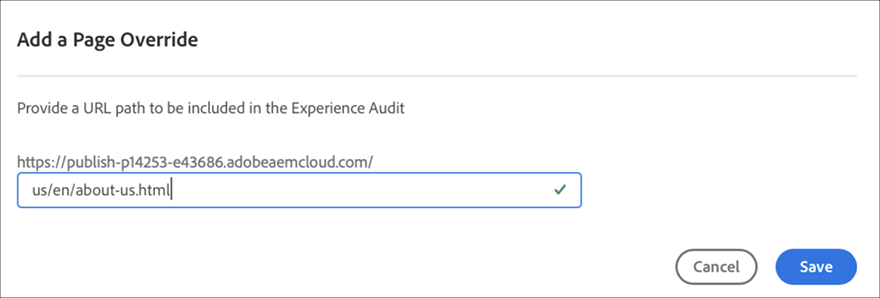 Add a Page Override
Provide a URL path to be included in the Experience Audit
https://publish-p14253-e43686.adobeaemcloud.com/
us/en/about-us.html
Cancel Save